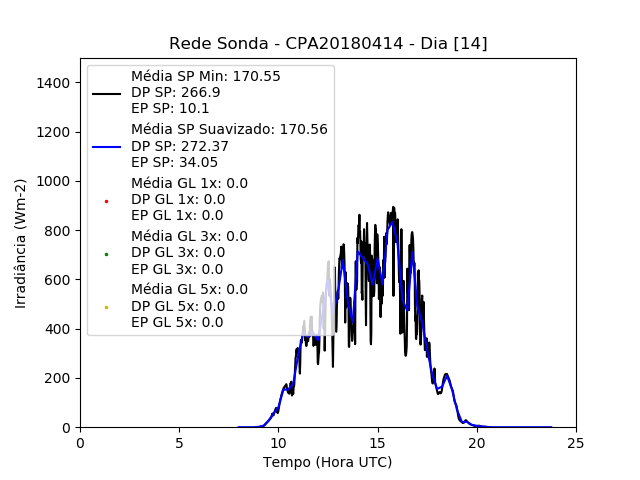 Rede Sonda - CPA20180414 - Dia [14]
Irradiância (Wm-2)
1400
1200
1000
800
600
400
200
0
Média SP Min: 170.55
DP SP: 266.9
EP SP: 10.1
Média SP Suavizado: 170.56
DP SP: 272.37
EP SP: 34.05
Média GL 1x: 0.0
DP GL 1x: 0.0
EP GL 1x: 0.0
Média GL 3x: 0.0
DP GL 3x: 0.0
EP GL 3x: 0.0
Média GL 5x: 0.0
DP GL 5x: 0.0
EP GL 5x: 0.0
0 5 10 15 20 25
Tempo (Hora UTC)